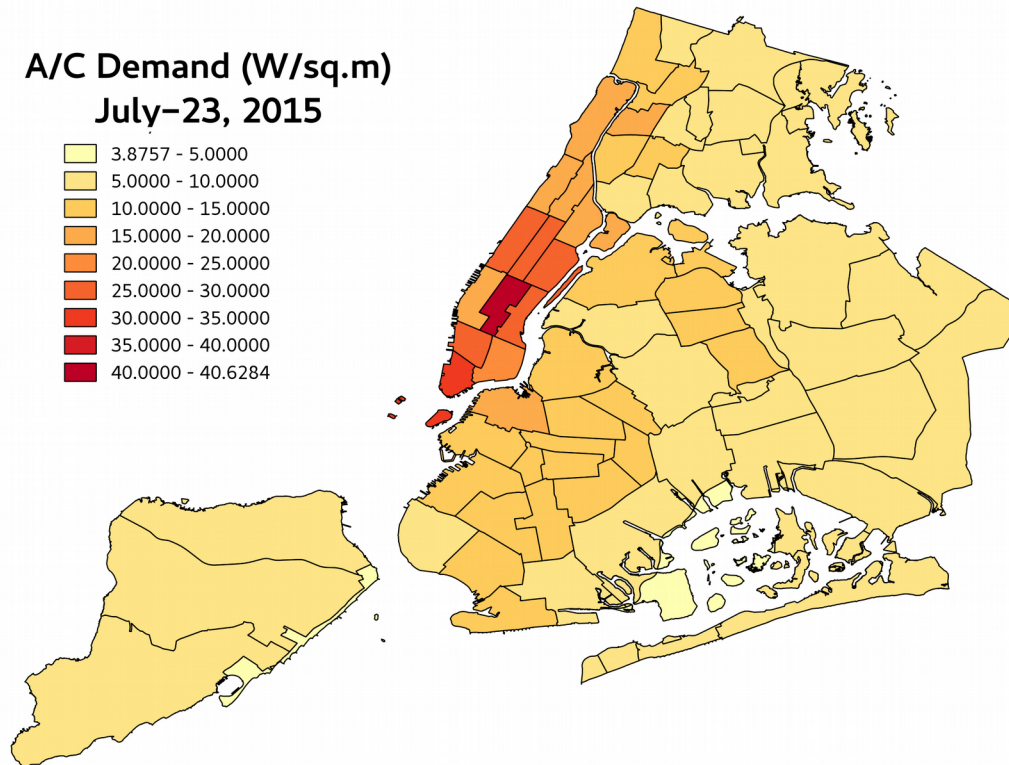 A/C Demand (W/sq.m)
July–23, 2015
3.8757 - 5.0000
5.0000 - 10.0000
10.0000 - 15.0000
15.0000 - 20.0000
20.0000 - 25.0000
25.0000 - 30.0000
30.0000 - 35.0000
35.0000 - 40.0000
40.0000 - 40.6284